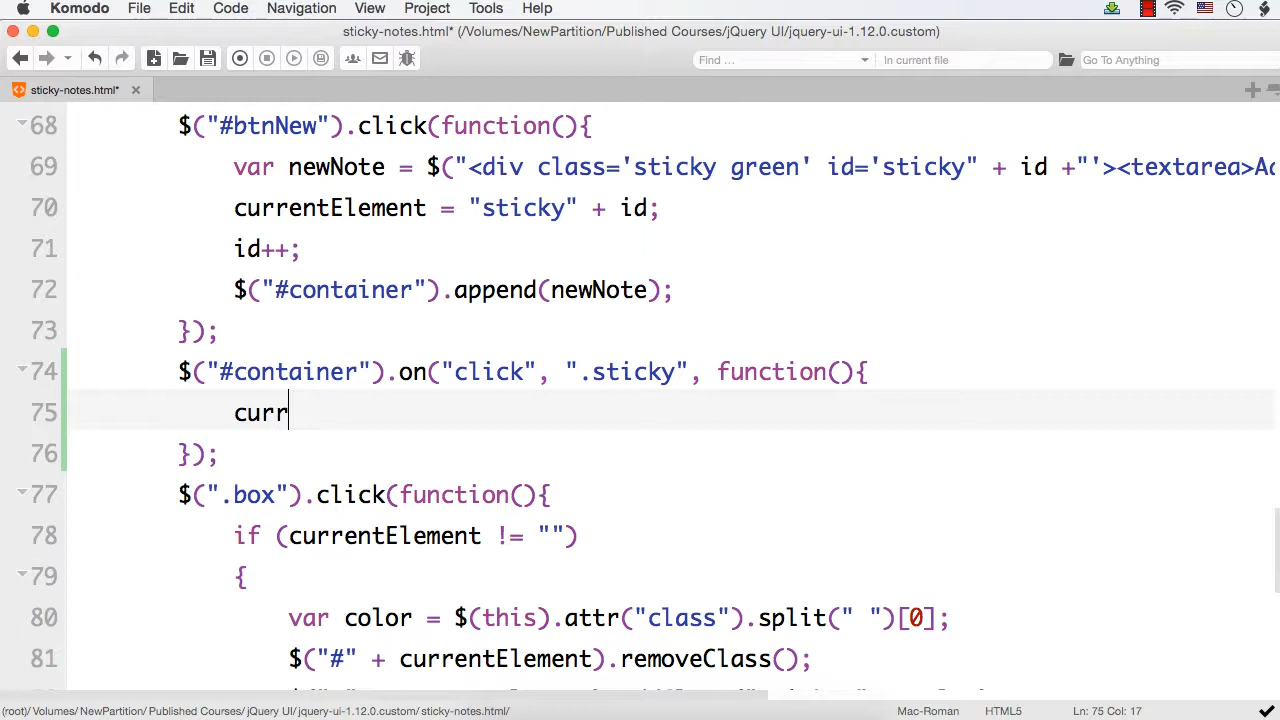 Komodo File Edit Code Navigation View Project Tools Help
sticky-notes.html* (/Volumes/NewPartition/Published Courses/jQuery UI/jquery-ui-1.12.0.custom)
Find ... In current file Go To Anything
sticky-notes.html*
68 $("#btnNew").click(function(){
69 var newNote = $("<div class='sticky green' id='sticky" + id +"'><textarea>Ad
70 currentElement = "sticky" + id;
71 id++;
72 $("#container").append(newNote);
73 });
74 $("#container").on("click", ".sticky", function(){
75 curr
76 });
77 $(".box").click(function(){
78 if (currentElement != "")
79 {
80 var color = $(this).attr("class").split(" ")[0];
81 $("#" + currentElement).removeClass();
(root)/ Volumes/ NewPartition/ Published Courses/ jQuery UI/ jquery-ui-1.12.0.custom/ sticky-notes.html/ Mac-Roman HTML5 Ln: 75 Col: 17